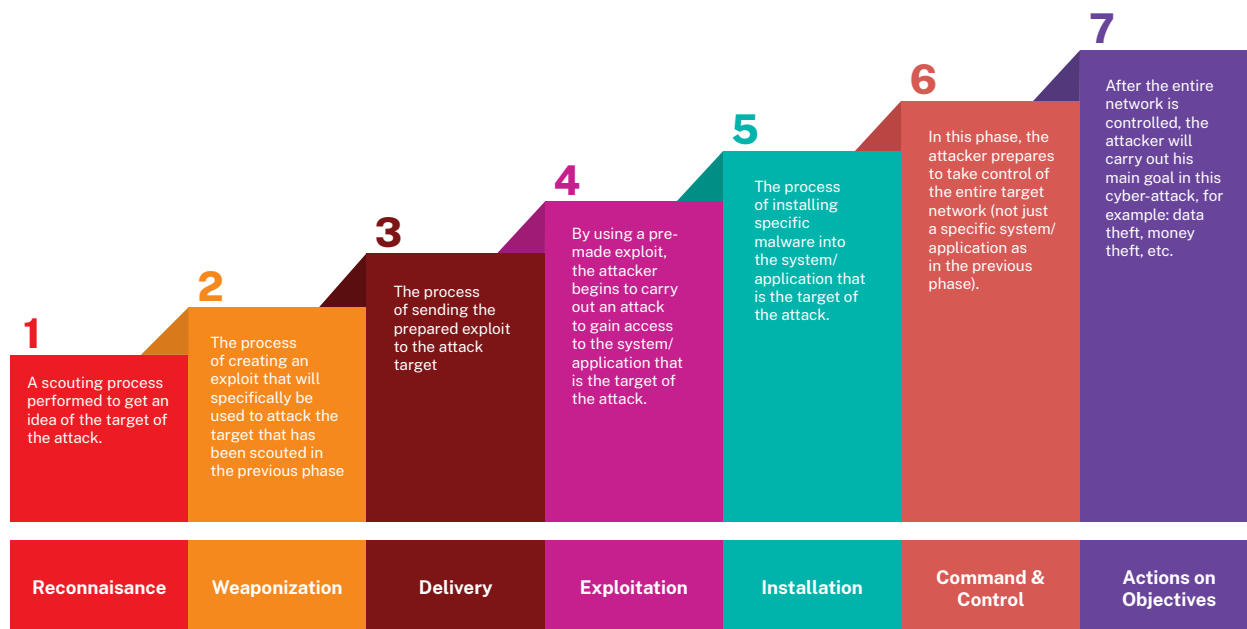 1
A scouting process
performed to get an
idea of the target of
the attack.
2
The process
of creating an
exploit that will
specifically be
used to attack the
target that has
been scouted in
the previous phase
3
The process
of sending the
prepared exploit
to the attack
target
4
By using a pre-
made exploit,
the attacker
begins to carry
out an attack
to gain access
to the system/
application that
is the target of
the attack.
5
The process
of installing
specific
malware into
the system/
application that
is the target of
the attack.
6
In this phase, the
attacker prepares
to take control of
the entire target
network (not just
a specific system/
application as
in the previous
phase).
7
After the entire
network is
controlled, the
attacker will
carry out his
main goal in this
cyber-attack, for
example: data
theft, money
theft, etc.
Reconnaisance
Weaponization
Delivery
Exploitation
Installation
Command &
Control
Actions on
Objectives